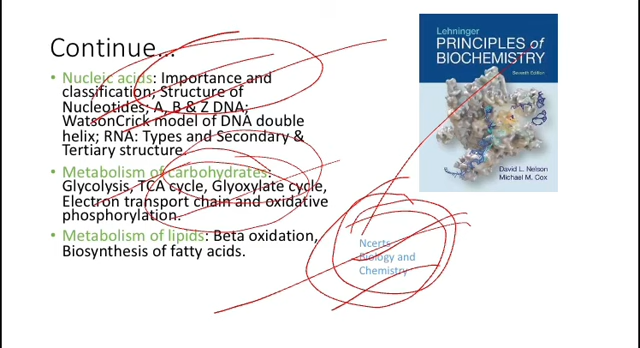 Continue...
Nucleic acids: Importance and
classification; Structure of
Nucleotides; A, B & Z DNA;
WatsonCrick model of DNA double
helix; RNA: Types and Secondary &
Tertiary structure.
Metabolism of carbohydrates:
Glycolysis, TCA cycle, Glyoxylate cycle,
Electron transport chain and oxidative
phosphorylation.
Metabolism of lipids: Beta oxidation,
Biosynthesis of fatty acids.
Lehninger
PRINCIPLES of
BIOCHEMISTRY
Seventh Edition
David L. Nelson
Michael M. Cox
Ncerts
Biology and
Chemistry